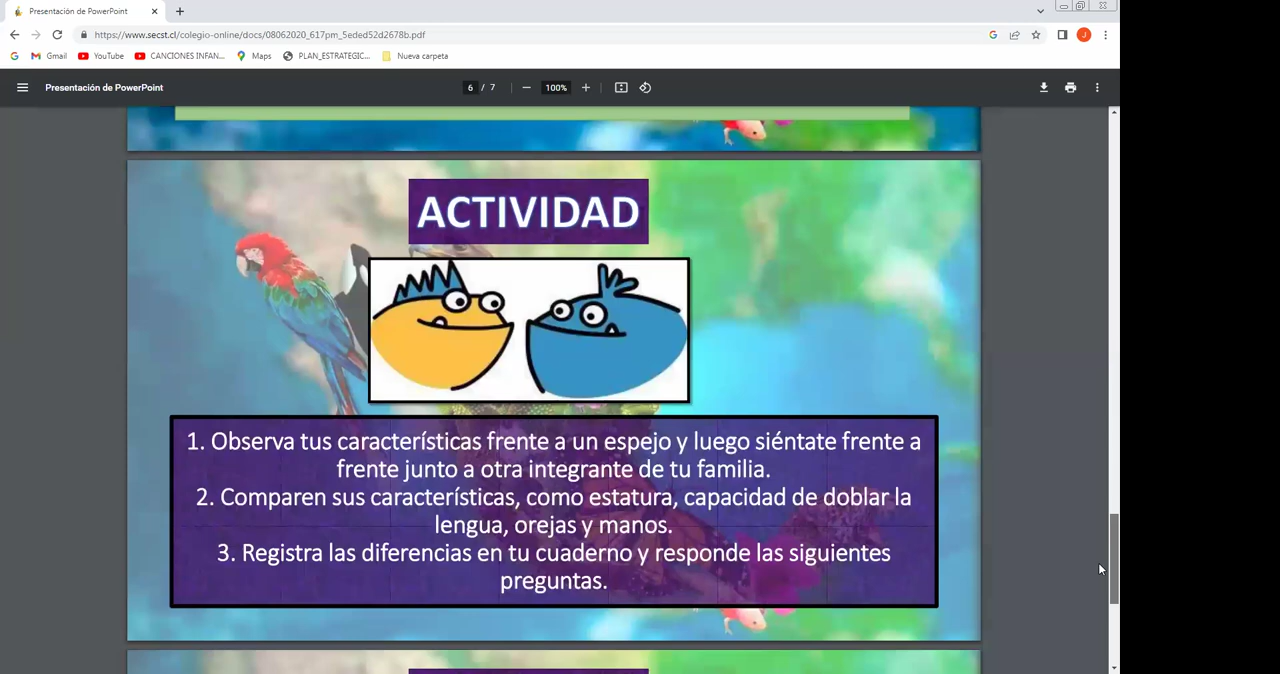 Presentación de PowerPoint
https://www.secst.cl/colegio-online/docs/08062020_617pm_5eded52d2678b.pdf
Gmail YouTube CANCIONES INFAN... Maps PLAN_ESTRATEGIC... Nueva carpeta
Presentación de PowerPoint 6 / 7 100%
J
ACTIVIDAD
1. Observa tus características frente a un espejo y luego siéntate frente a
frente junto a otra integrante de tu familia.
2. Comparen sus características, como estatura, capacidad de doblar la
lengua, orejas y manos.
3. Registra las diferencias en tu cuaderno y responde las siguientes
preguntas.